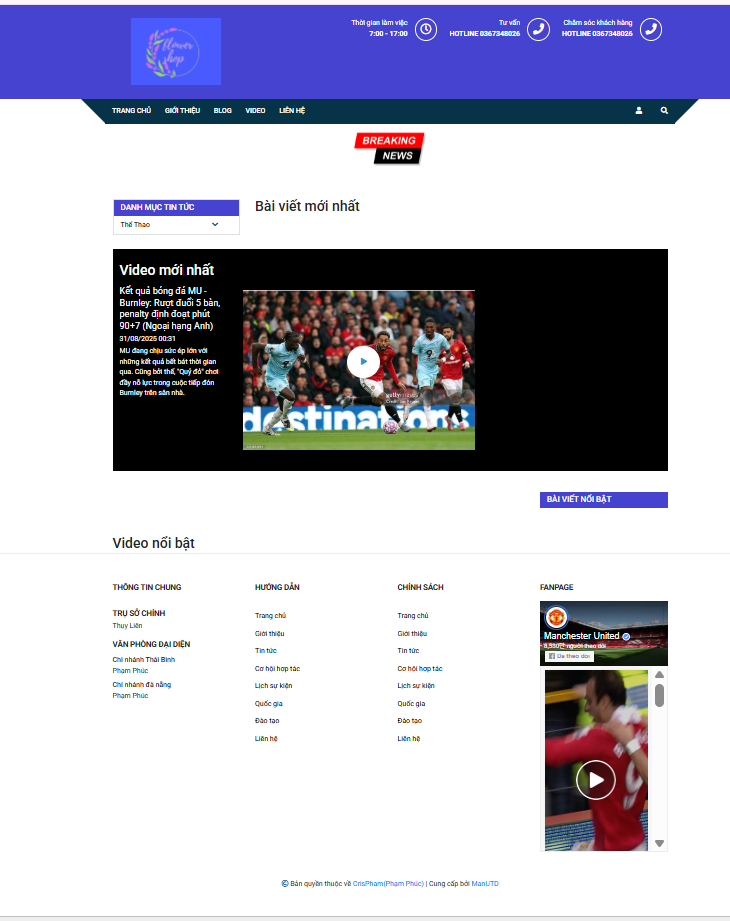 flower
shop
Thời gian làm việc
7:00 - 17:00
Tư vấn
HOTLINE 0367348026
Chăm sóc khách hàng
HOTLINE 0367348026
TRANG CHỦ GIỚI THIỆU BLOG VIDEO LIÊN HỆ
BREAKING
NEWS
DANH MỤC TIN TỨC
Thể Thao
Bài viết mới nhất
Video mới nhất
Kết quả bóng đá MU -
Burnley: Rượt đuổi 5 bàn,
penalty định đoạt phút
90+7 (Ngoại hạng Anh)
31/08/2025 00:31
MU đang chịu sức ép lớn với
những kết quả bết bát thời gian
qua. Cũng bởi thế, "Quỷ đỏ" chơi
đầy nỗ lực trong cuộc tiếp đón
Burnley trên sân nhà.
destinations
BÀI VIẾT NỔI BẬT
Video nổi bật
THÔNG TIN CHUNG
TRỤ SỞ CHÍNH
Thụy Liên
VĂN PHÒNG ĐẠI DIỆN
Chi nhánh Thái Bình
Phạm Phúc
Chi nhánh đà nẵng
Phạm Phúc
HƯỚNG DẪN
Trang chủ
Giới thiệu
Tin tức
Cơ hội hợp tác
Lịch sự kiện
Quốc gia
Đào tạo
Liên hệ
CHÍNH SÁCH
Trang chủ
Giới thiệu
Tin tức
Cơ hội hợp tác
Lịch sự kiện
Quốc gia
Đào tạo
Liên hệ
FANPAGE
Manchester United
người theo dõi
Đã theo dõi
© Bản quyền thuộc về CrisPham(Phạm Phúc) | Cung cấp bởi ManUTD